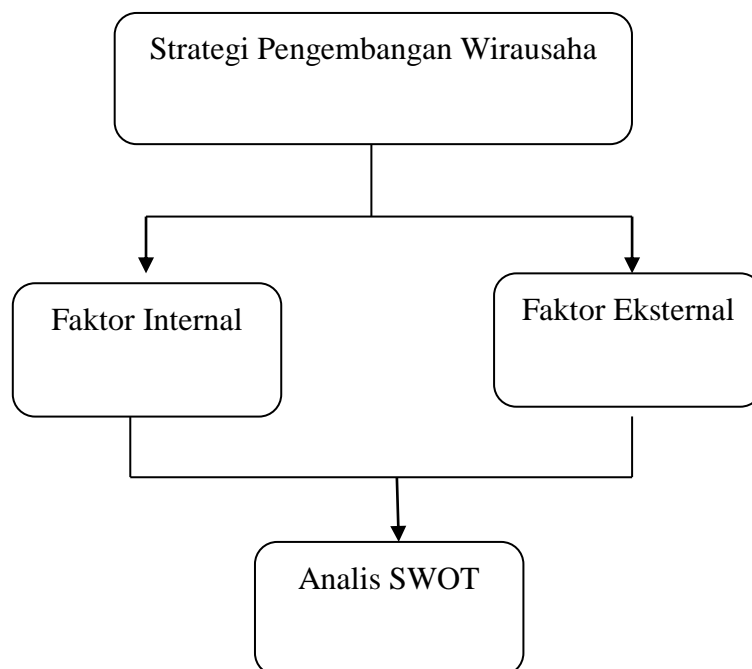 Strategi Pengembangan Wirausaha
Faktor Internal
Faktor Eksternal
Analis SWOT